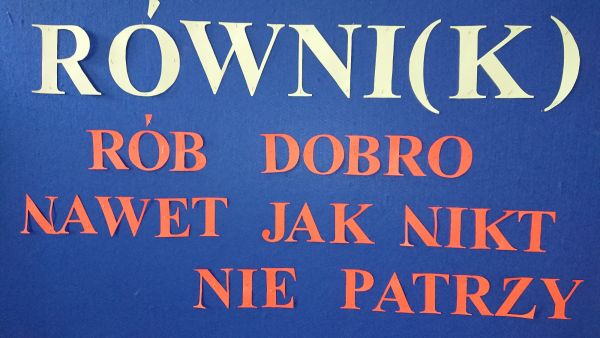 RÓWNI(K)
RÓB DOBRO
NAWET JAK NIKT
NIE PATRZY